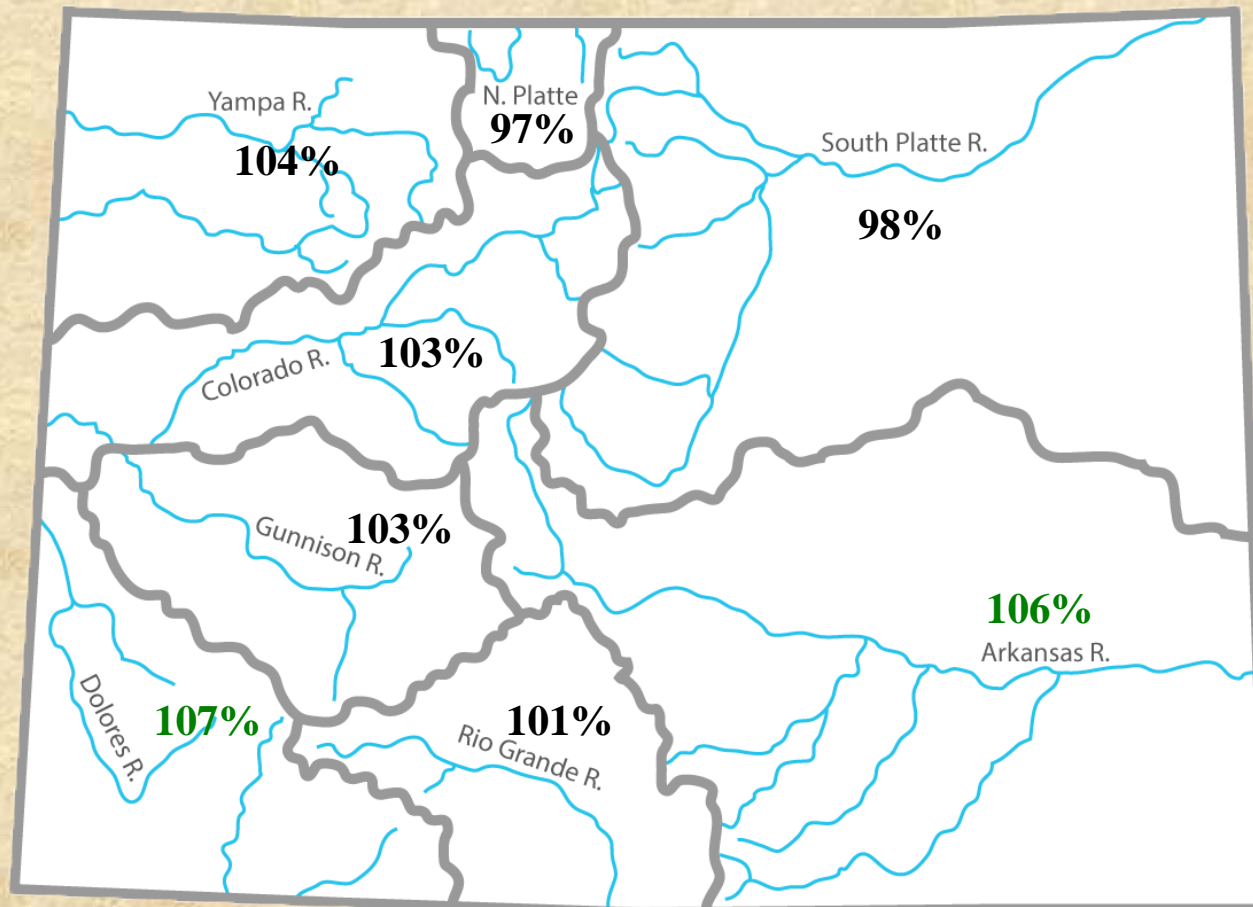 Yampa R.
104%
N. Platte
97%
South Platte R.
98%
Colorado R.
103%
Gunnison R.
103%
106%
Arkansas R.
Dolores R.
107%
101%
Rio Grande R.